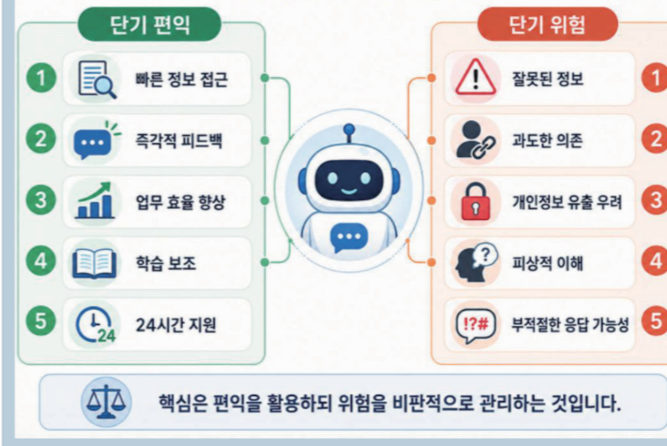 단기 편익
1 빠른 정보 접근
2 즉각적 피드백
3 업무 효율 향상
4 학습 보조
5 24시간 지원
24
단기 위험
잘못된 정보 1
과도한 의존 2
개인정보 유출 우려 3
? 피상적 이해 4
!?# 부적절한 응답 가능성 5
핵심은 편익을 활용하되 위험을 비판적으로 관리하는 것입니다.